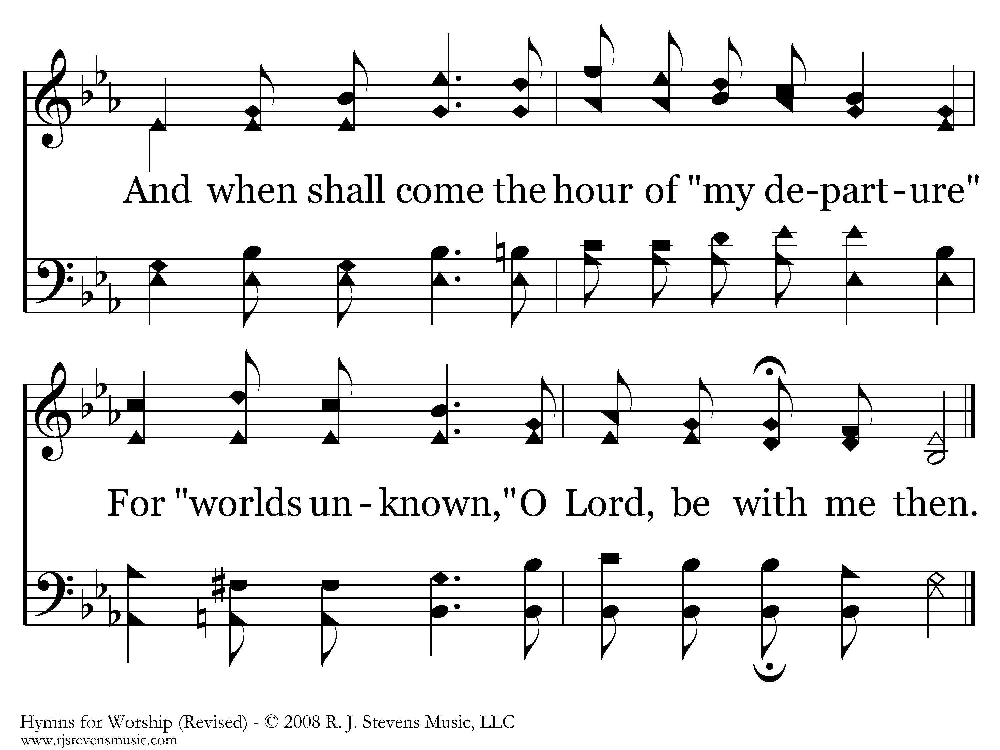 And when shall come the hour of "my de-part-ure"
For "worlds un - known," O Lord, be with me then.
Hymns for Worship (Revised) - © 2008 R. J. Stevens Music, LLC
www.rjstevensmusic.com